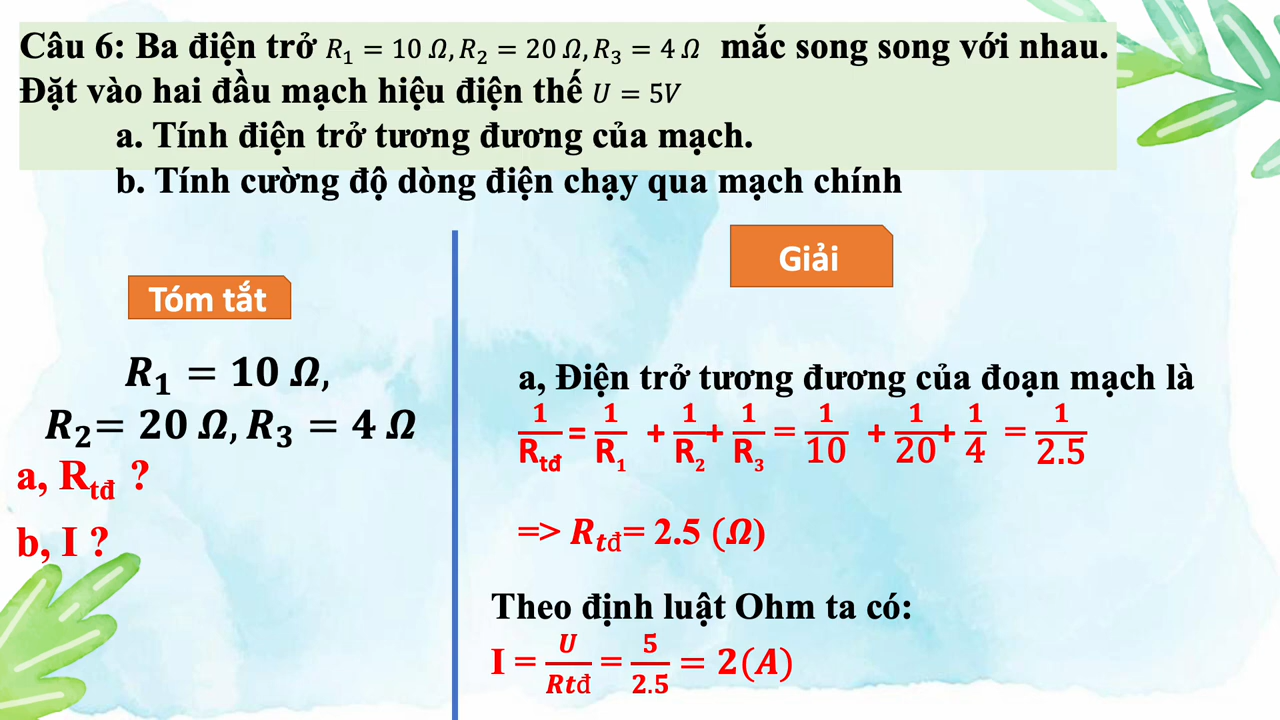 Câu 6: Ba điện trở R₁ = 10 Ω, R₂ = 20 Ω, R₃ = 4 Ω mắc song song với nhau.
Đặt vào hai đầu mạch hiệu điện thế U = 5V
a. Tính điện trở tương đương của mạch.
b. Tính cường độ dòng điện chạy qua mạch chính
Tóm tắt
R₁ = 10 Ω,
R₂= 20 Ω, R₃ = 4 Ω
a, Rtđ ?
b, I ?
Giải
a, Điện trở tương đương của đoạn mạch là
1/Rtđ = 1/R₁ + 1/R₂ + 1/R₃ = 1/10 + 1/20 + 1/4 = 1/2.5
=> Rtđ= 2.5 (Ω)
Theo định luật Ohm ta có:
I = U/Rtđ = 5/2.5 = 2(A)